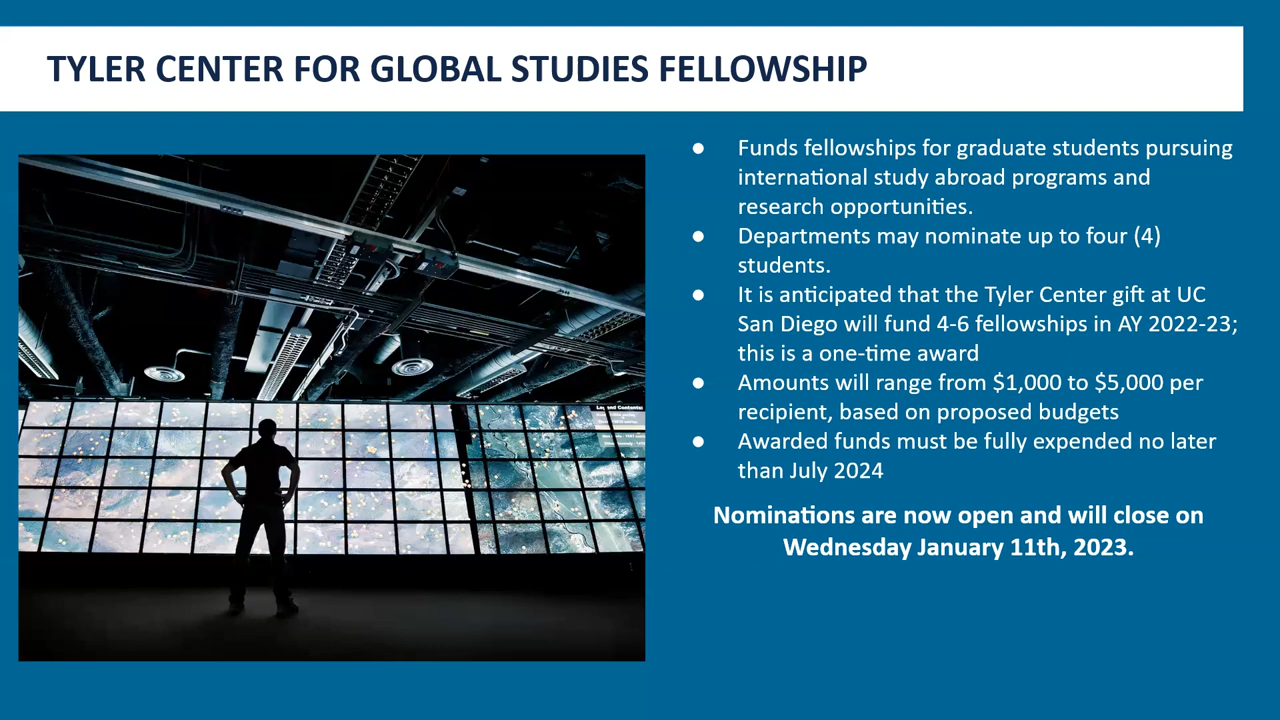 TYLER CENTER FOR GLOBAL STUDIES FELLOWSHIP
● Funds fellowships for graduate students pursuing
international study abroad programs and
research opportunities.
● Departments may nominate up to four (4)
students.
● It is anticipated that the Tyler Center gift at UC
San Diego will fund 4-6 fellowships in AY 2022-23;
this is a one-time award
● Amounts will range from $1,000 to $5,000 per
recipient, based on proposed budgets
● Awarded funds must be fully expended no later
than July 2024
Nominations are now open and will close on
Wednesday January 11th, 2023.